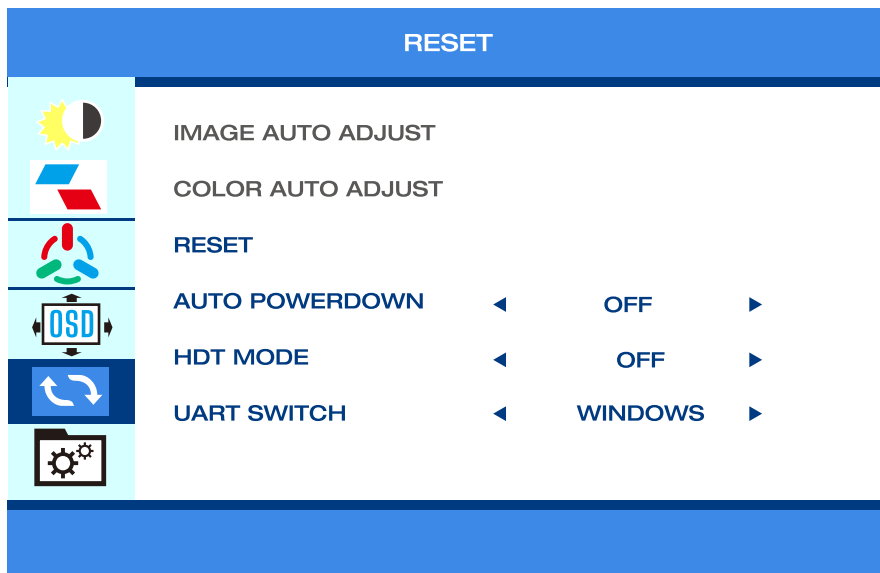 RESET
IMAGE AUTO ADJUST
COLOR AUTO ADJUST
RESET
AUTO POWERDOWN OFF
HDT MODE OFF
OSD
UART SWITCH WINDOWS